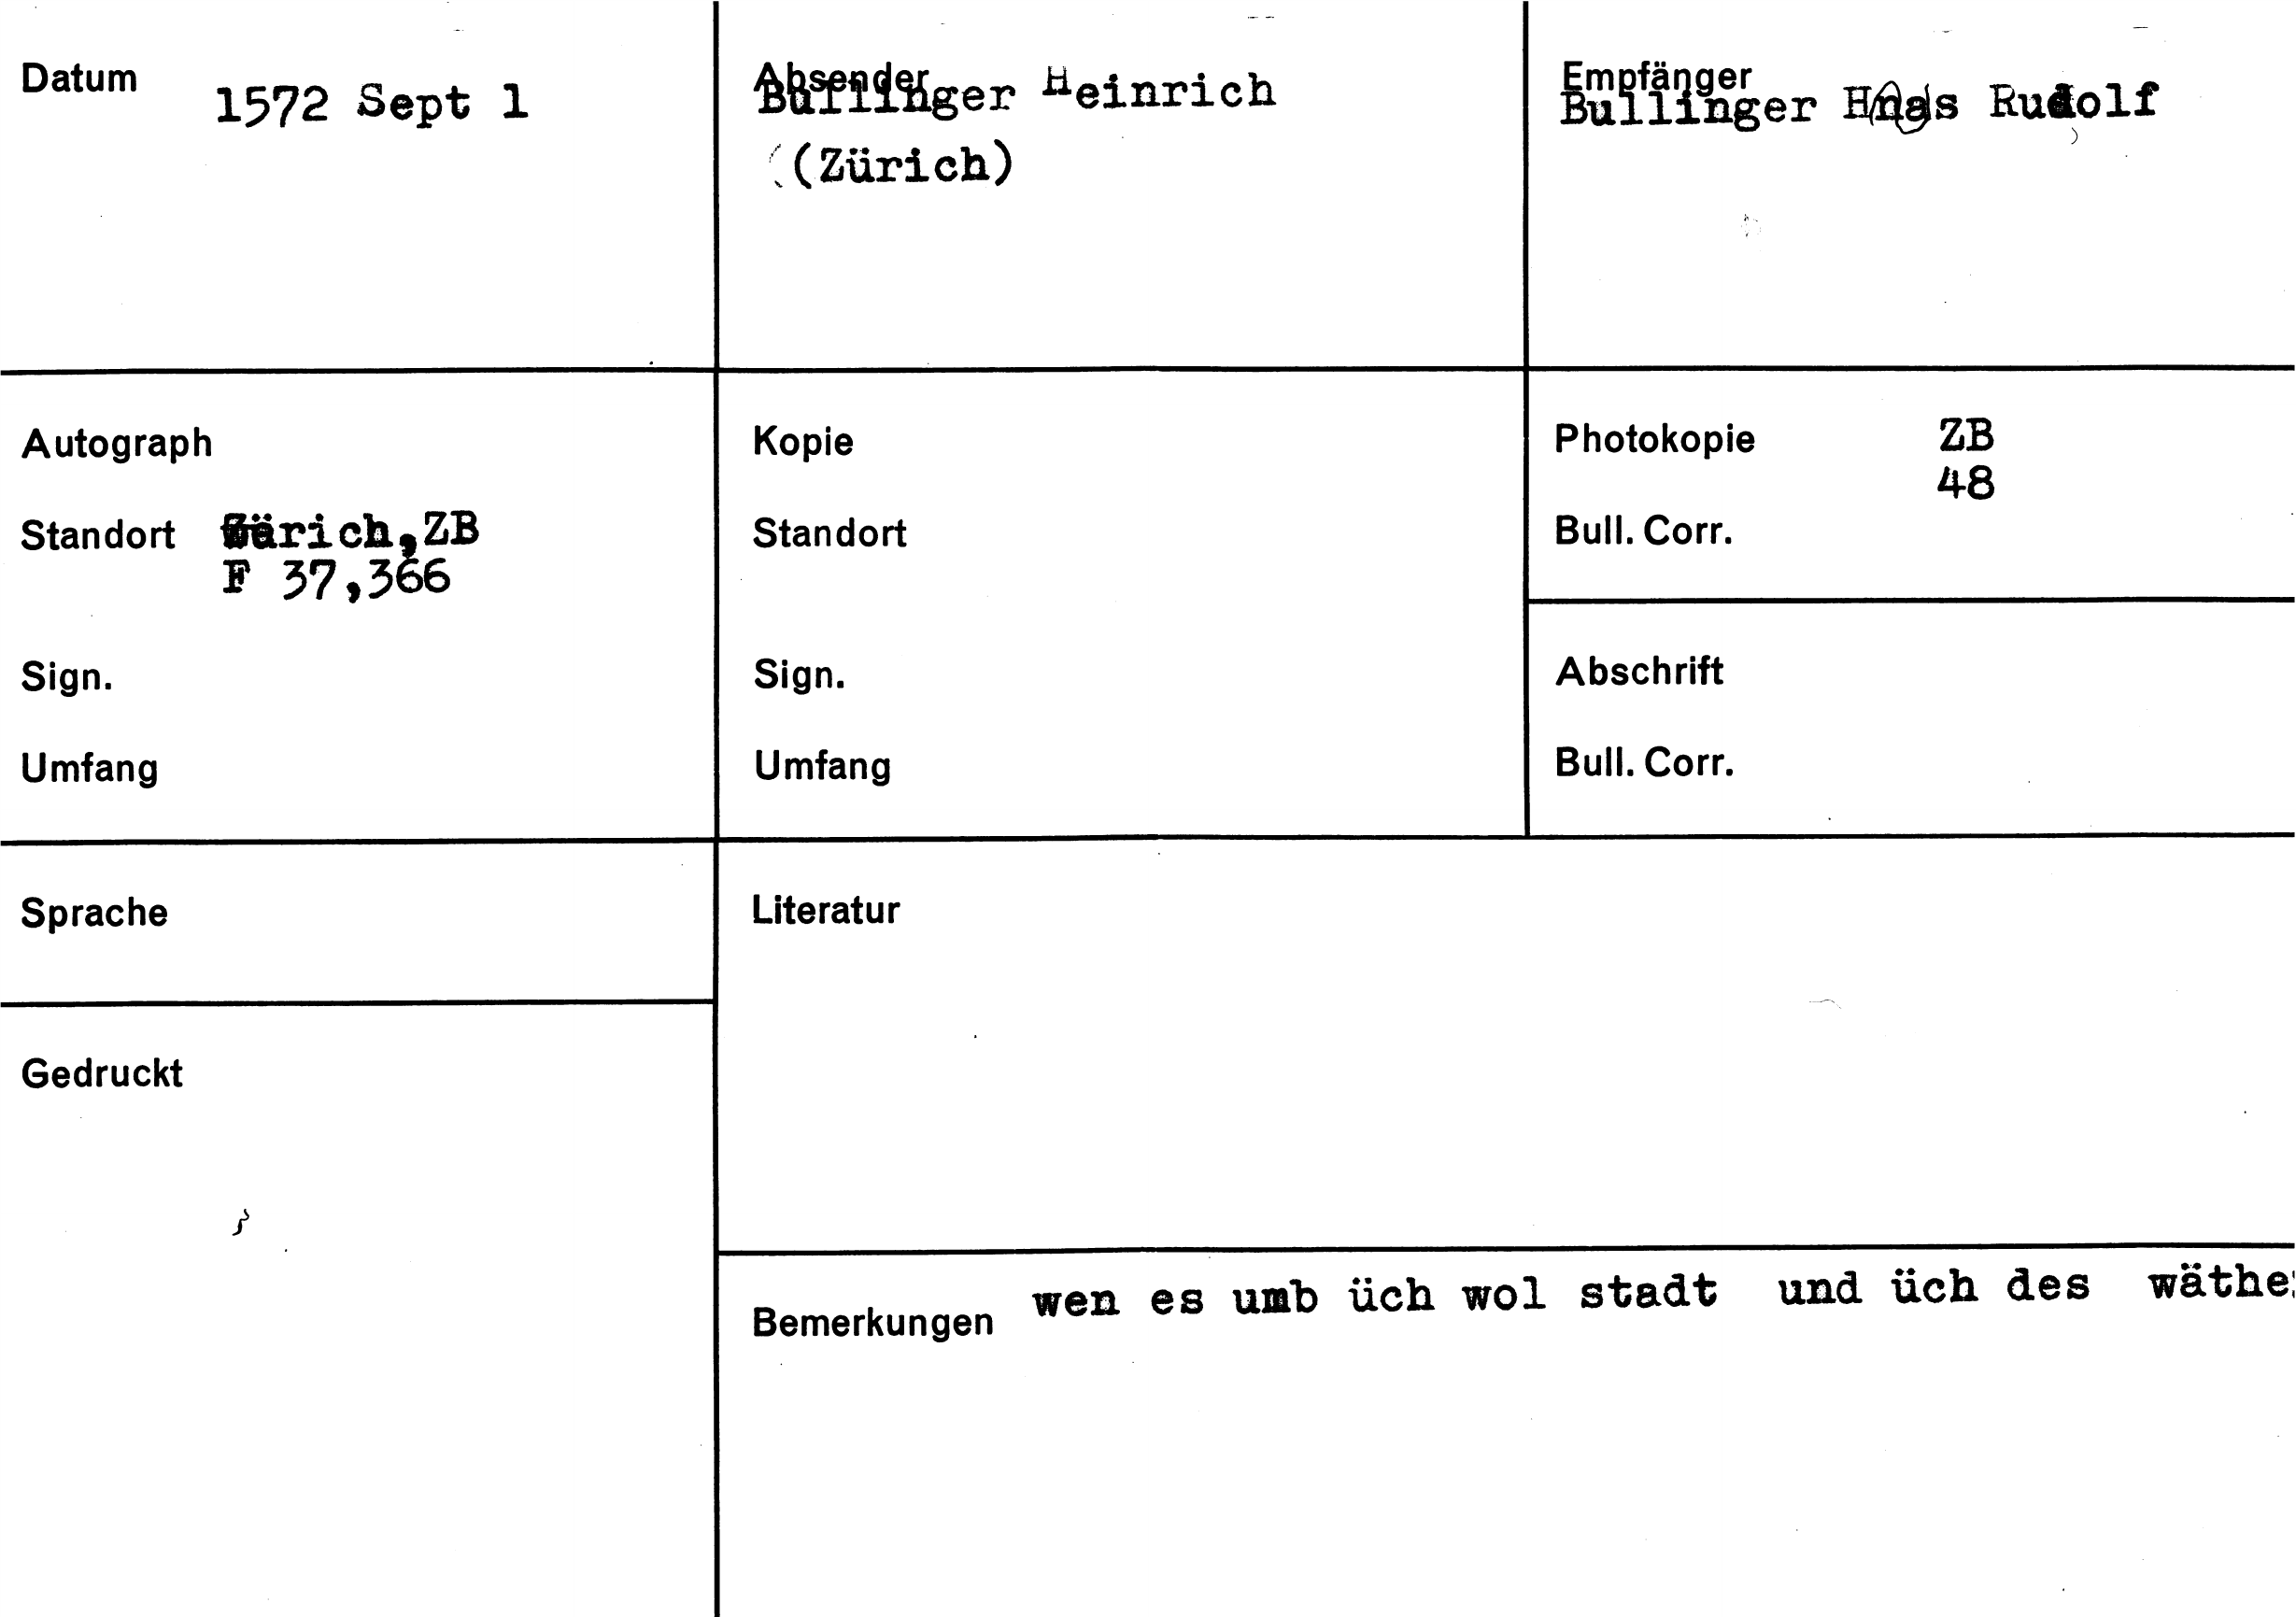 Datum 1572 Sept 1
Absender
Bullinger Heinrich
(Zürich)
Empfänger
Bullinger Hnas Rudolf
Autograph
Standort Zürich,ZB
F 37,366
Sign.
Umfang
Kopie
Standort
Sign.
Umfang
Photokopie ZB
48
Bull. Corr.
Abschrift
Bull. Corr.
Sprache
Literatur
Gedruckt
Bemerkungen wen es umb üch wol stadt und üch des wäthe